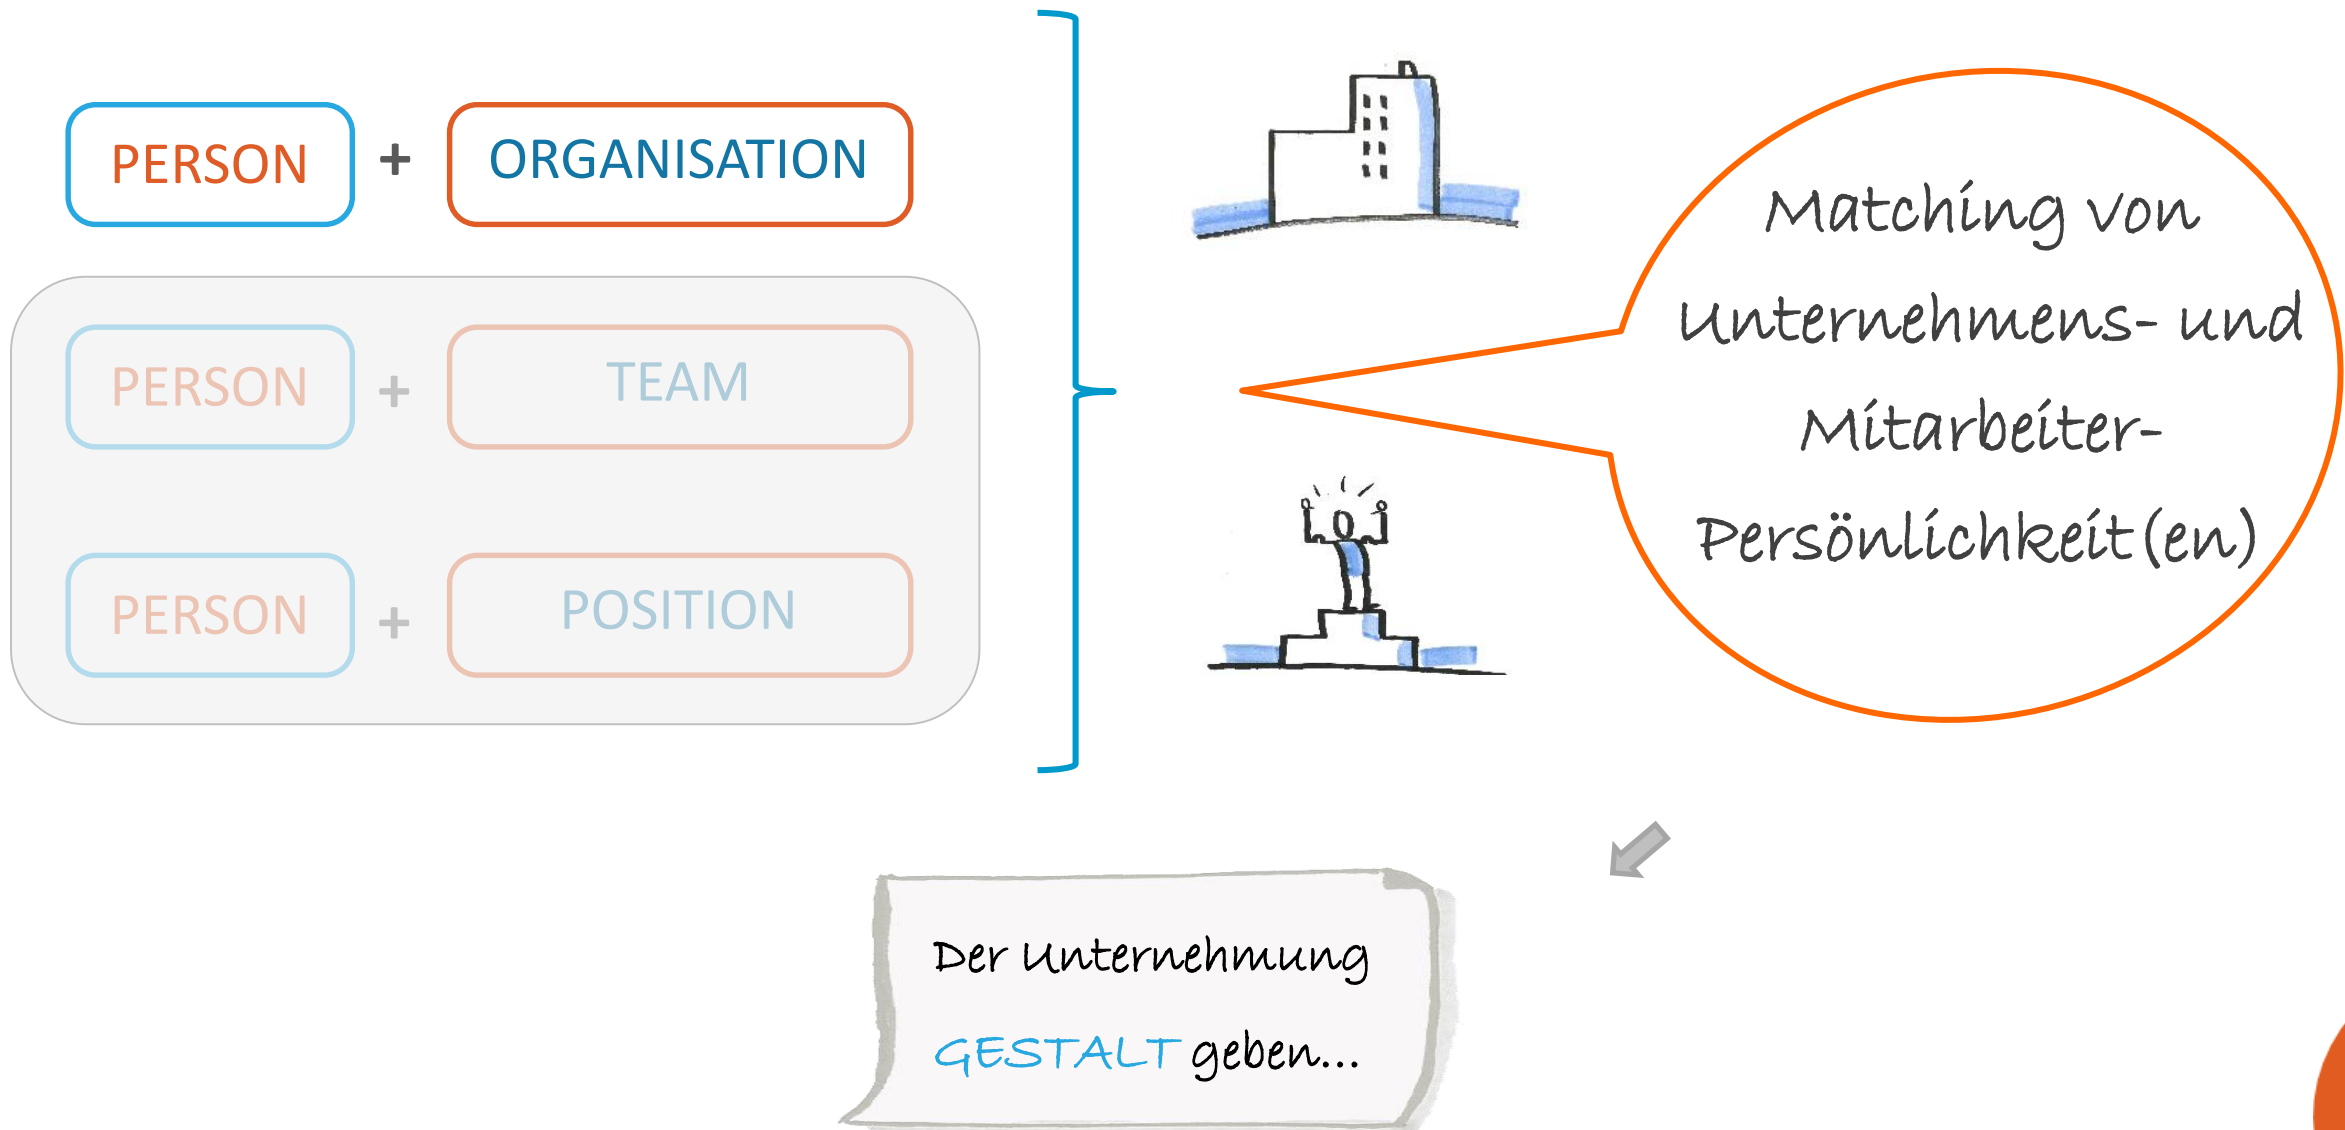 PERSON + ORGANISATION
PERSON + TEAM
PERSON + POSITION
Matching von
Unternehmens- und
Mitarbeiter-
Persönlichkeit(en)
Der Unternehmung
GESTALT geben...